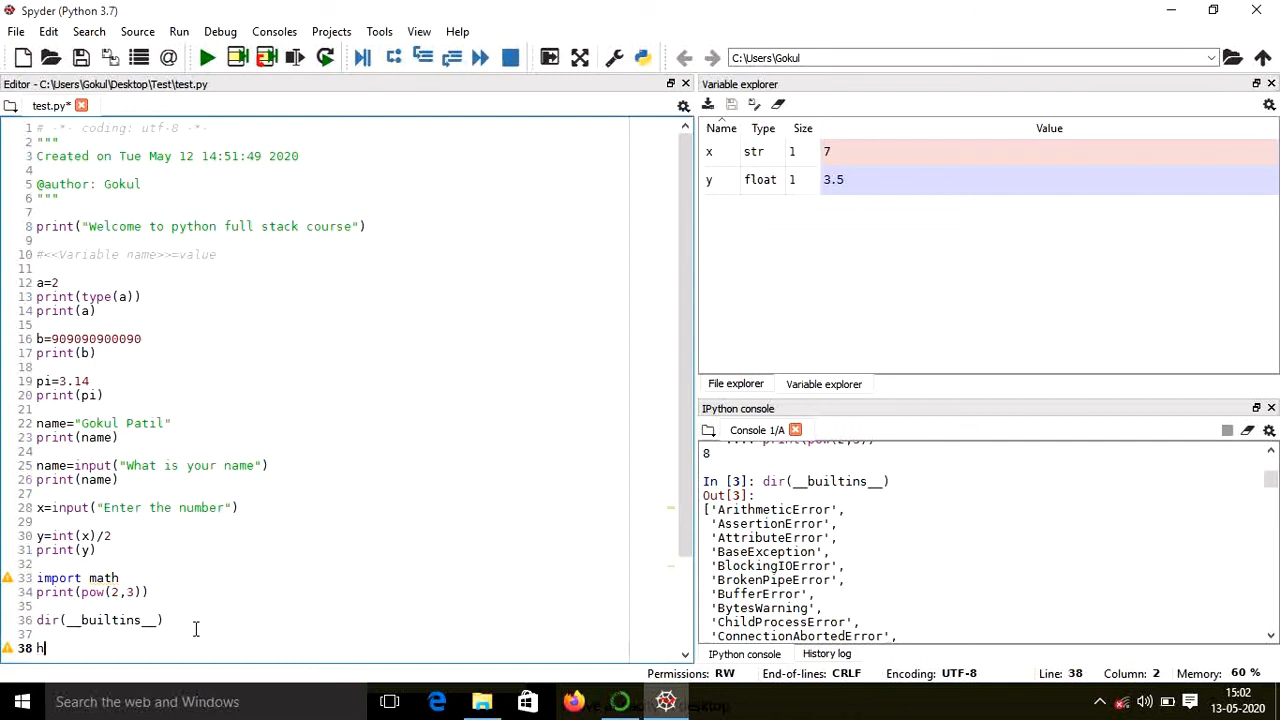 Spyder (Python 3.7)
File Edit Search Source Run Debug Consoles Projects Tools View Help
C:\Users\Gokul
Editor - C:\Users\Gokul\Desktop\Test\test.py
test.py*
1 # -*- coding: utf-8 -*-
2 """
3 Created on Tue May 12 14:51:49 2020
4
5 @author: Gokul
6 """
7
8 print("Welcome to python full stack course")
9
10 #<<Variable name>>=value
11
12 a=2
13 print(type(a))
14 print(a)
15
16 b=909090900090
17 print(b)
18
19 pi=3.14
20 print(pi)
21
22 name="Gokul Patil"
23 print(name)
24
25 name=input("What is your name")
26 print(name)
27
28 x=input("Enter the number")
29
30 y=int(x)/2
31 print(y)
32
33 import math
34 print(pow(2,3))
35
36 dir(__builtins__)
37
38 h
Variable explorer
Name Type Size Value
x str 1 7
y float 1 3.5
File explorer Variable explorer
IPython console
Console 1/A
...: print(pow(2,3))
8
In [3]: dir(__builtins__)
Out[3]:
['ArithmeticError',
'AssertionError',
'AttributeError',
'BaseException',
'BlockingIOError',
'BrokenPipeError',
'BufferError',
'BytesWarning',
'ChildProcessError',
'ConnectionAbortedError',
IPython console History log
Permissions: RW End-of-lines: CRLF Encoding: UTF-8 Line: 38 Column: 2 Memory: 60 %
Search the web and Windows
desktop
15:02
13-05-2020